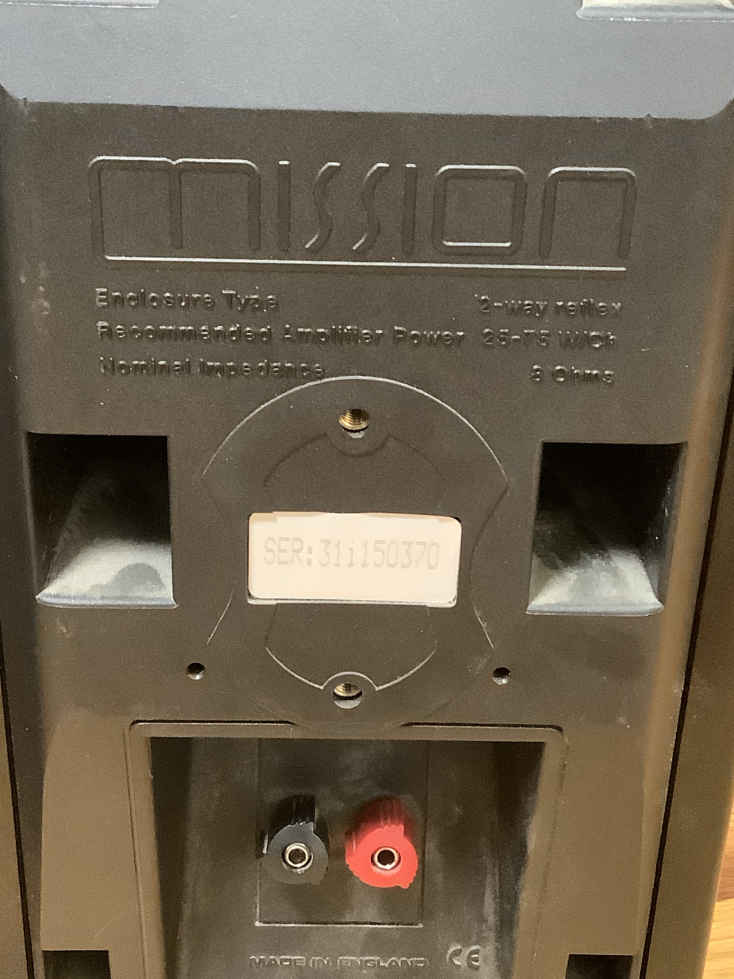 mission
Enclosure Type 2-way reflex
Recommended Amplifier Power 25-75 W/Ch
Nominal Impedance 8 Ohms
SER:31i150370
MADE IN ENGLAND CE